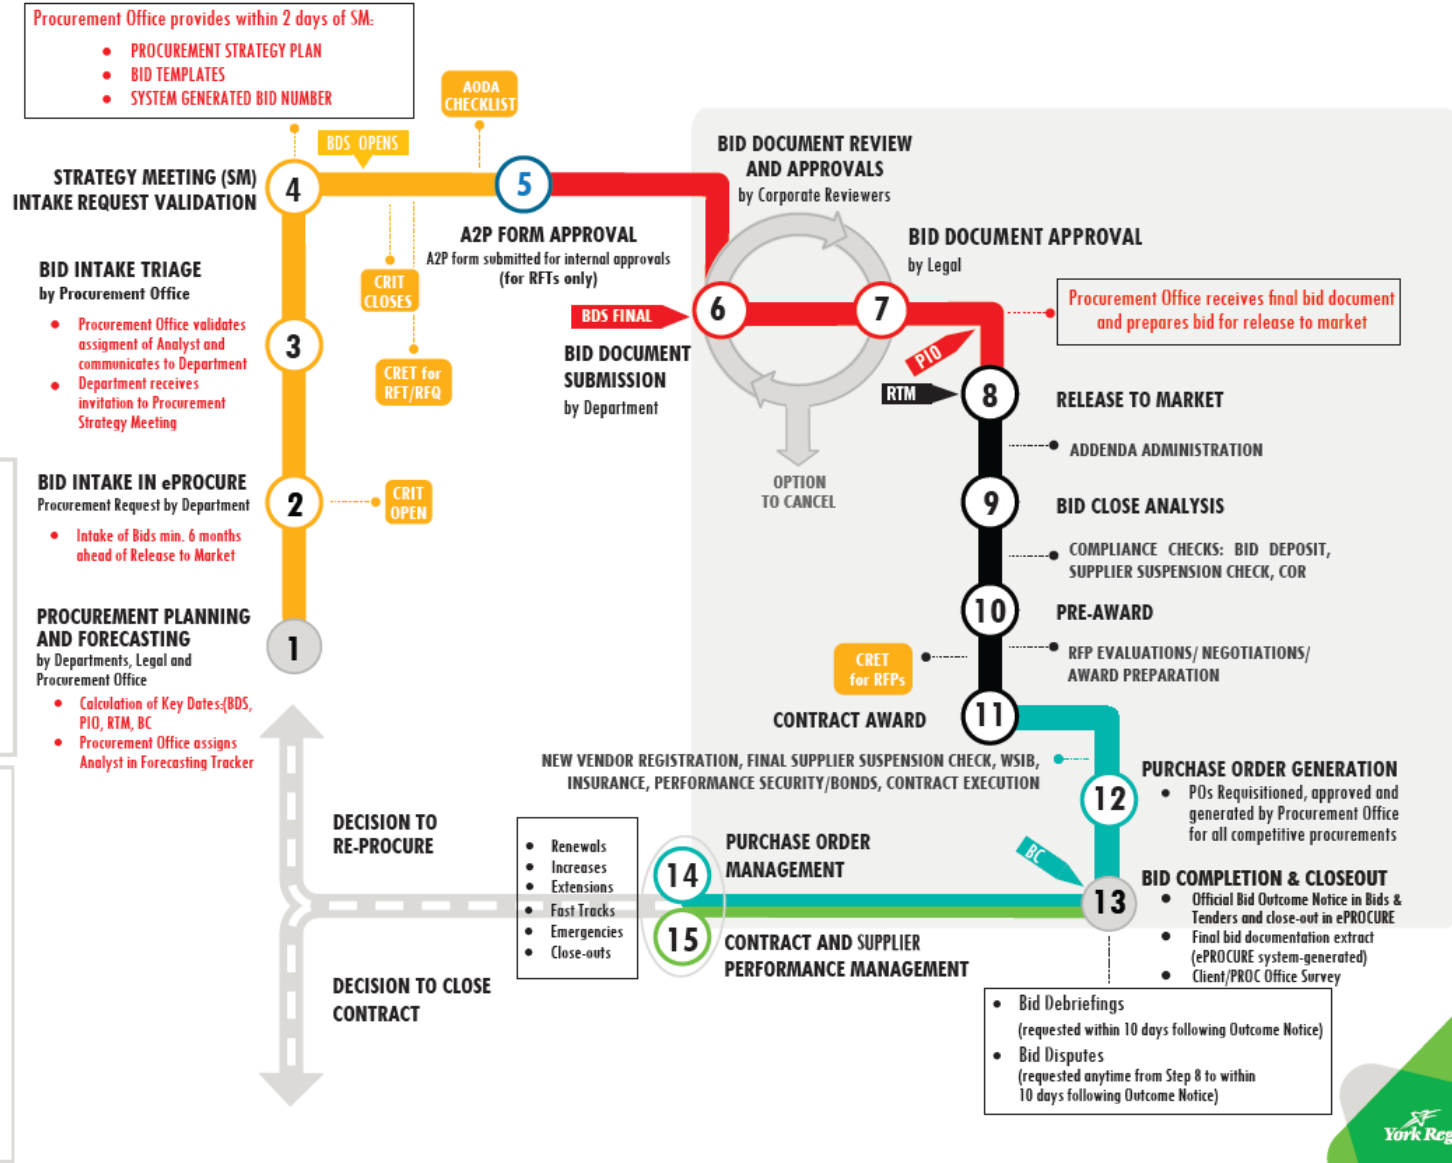 Procurement Office provides within 2 days of SM:
• PROCUREMENT STRATEGY PLAN
• BID TEMPLATES
• SYSTEM GENERATED BID NUMBER
AODA
CHECKLIST
BDS OPENS
STRATEGY MEETING (SM)
INTAKE REQUEST VALIDATION
4
5
A2P FORM APPROVAL
A2P form submitted for internal approvals
(for RFTs only)
CRIT
CLOSES
CRET for
RFT/RFQ
BID INTAKE TRIAGE
by Procurement Office
• Procurement Office validates
assigment of Analyst and
communicates to Department
• Department receives
invitation to Procurement
Strategy Meeting
3
BID INTAKE IN ePROCURE
Procurement Request by Department
• Intake of Bids min. 6 months
ahead of Release to Market
2
CRIT
OPEN
PROCUREMENT PLANNING
AND FORECASTING
by Departments, Legal and
Procurement Office
• Calculation of Key Dates:(BDS,
PIO, RTM, BC
• Procurement Office assigns
Analyst in Forecasting Tracker
1
BID DOCUMENT REVIEW
AND APPROVALS
by Corporate Reviewers
BDS FINAL
6
BID DOCUMENT
SUBMISSION
by Department
7
BID DOCUMENT APPROVAL
by Legal
OPTION
TO CANCEL
Procurement Office receives final bid document
and prepares bid for release to market
PIO
RTM
8
RELEASE TO MARKET
ADDENDA ADMINISTRATION
9
BID CLOSE ANALYSIS
COMPLIANCE CHECKS: BID DEPOSIT,
SUPPLIER SUSPENSION CHECK, COR
10
PRE-AWARD
RFP EVALUATIONS/ NEGOTIATIONS/
AWARD PREPARATION
CRET
for RFPs
CONTRACT AWARD
11
NEW VENDOR REGISTRATION, FINAL SUPPLIER SUSPENSION CHECK, WSIB,
INSURANCE, PERFORMANCE SECURITY/BONDS, CONTRACT EXECUTION
12
PURCHASE ORDER GENERATION
• POs Requisitioned, approved and
generated by Procurement Office
for all competitive procurements
BC
13
BID COMPLETION & CLOSEOUT
• Official Bid Outcome Notice in Bids &
Tenders and close-out in ePROCURE
• Final bid documentation extract
(ePROCURE system-generated)
• Client/PROC Office Survey
• Bid Debriefings
(requested within 10 days following Outcome Notice)
• Bid Disputes
(requested anytime from Step 8 to within
10 days following Outcome Notice)
14
PURCHASE ORDER
MANAGEMENT
15
CONTRACT AND SUPPLIER
PERFORMANCE MANAGEMENT
• Renewals
• Increases
• Extensions
• Fast Tracks
• Emergencies
• Close-outs
DECISION TO
RE-PROCURE
DECISION TO CLOSE
CONTRACT
York Reg